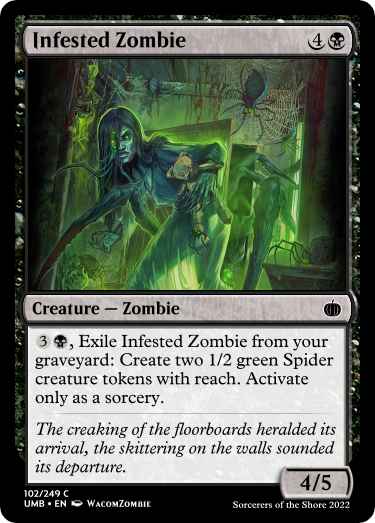 Infested Zombie 4
Creature — Zombie
3, Exile Infested Zombie from your
graveyard: Create two 1/2 green Spider
creature tokens with reach. Activate
only as a sorcery.
The creaking of the floorboards heralded its
arrival, the skittering on the walls sounded
its departure.
4/5
102/249 C
UMB • EN WacomZombie
Sorcerers of the Shore 2022